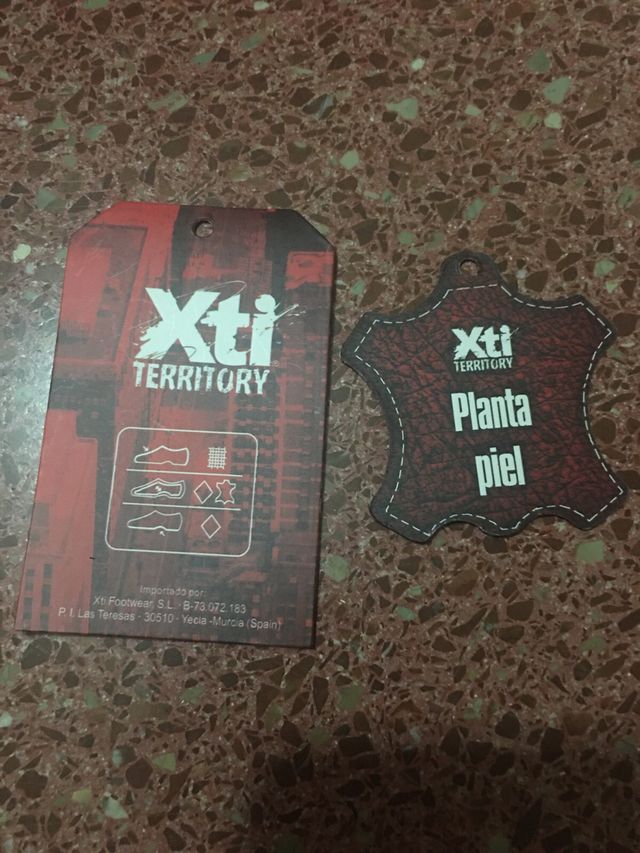 Xti
TERRITORY
Importado por:
Xti Footwear, S.L. - B-73.072.183
P. I. Las Teresas - 30510 - Yecla -Murcia (Spain)
Xti
TERRITORY
Planta
piel